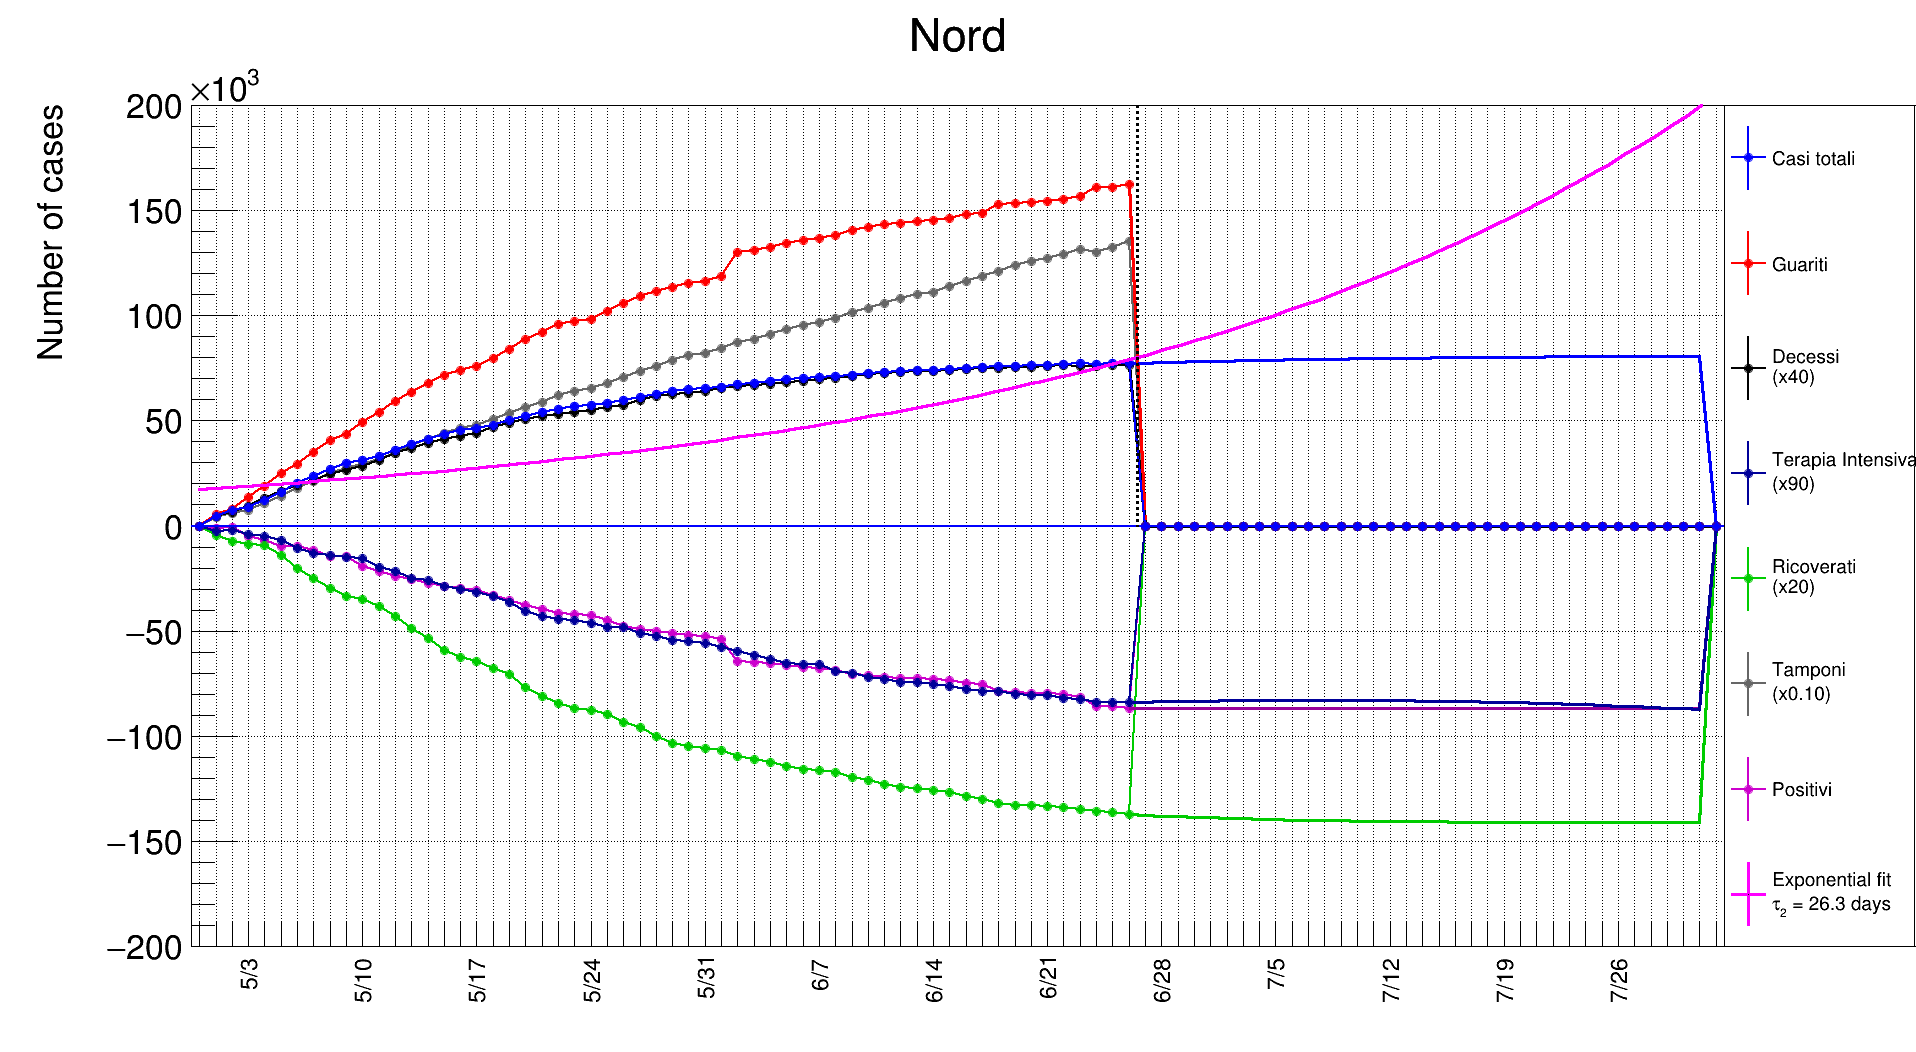 Nord
×10³
Number of cases
200
150
100
50
0
−50
−100
−150
−200
5/3
5/10
5/17
5/24
5/31
6/7
6/14
6/21
6/28
7/5
7/12
7/19
7/26
Casi totali
Guariti
Decessi
(x40)
Terapia Intensiva
(x90)
Ricoverati
(x20)
Tamponi
(x0.10)
Positivi
Exponential fit
τ₂ = 26.3 days